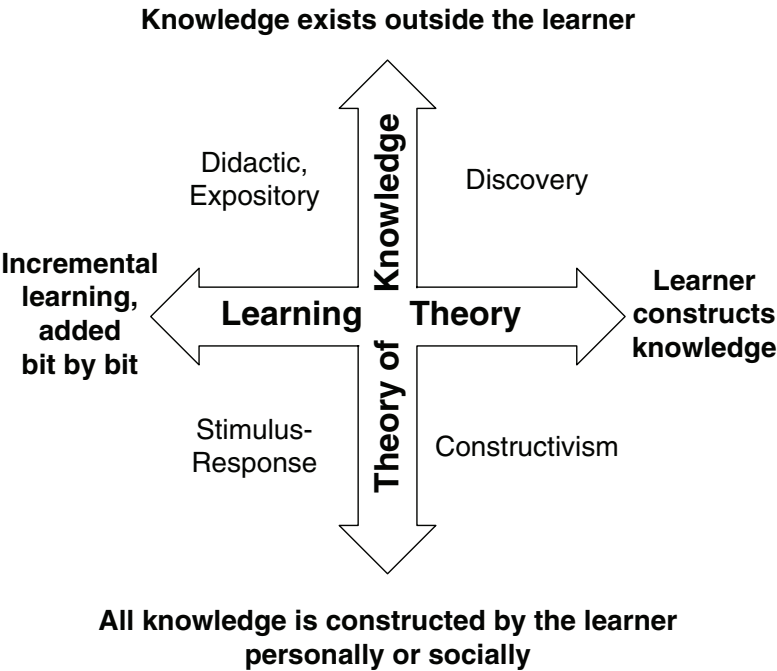 Knowledge exists outside the learner
Didactic,
Expository
Discovery
Theory of Knowledge
Incremental
learning,
added
bit by bit
Learning Theory
Learner
constructs
knowledge
Stimulus-
Response
Constructivism
All knowledge is constructed by the learner
personally or socially